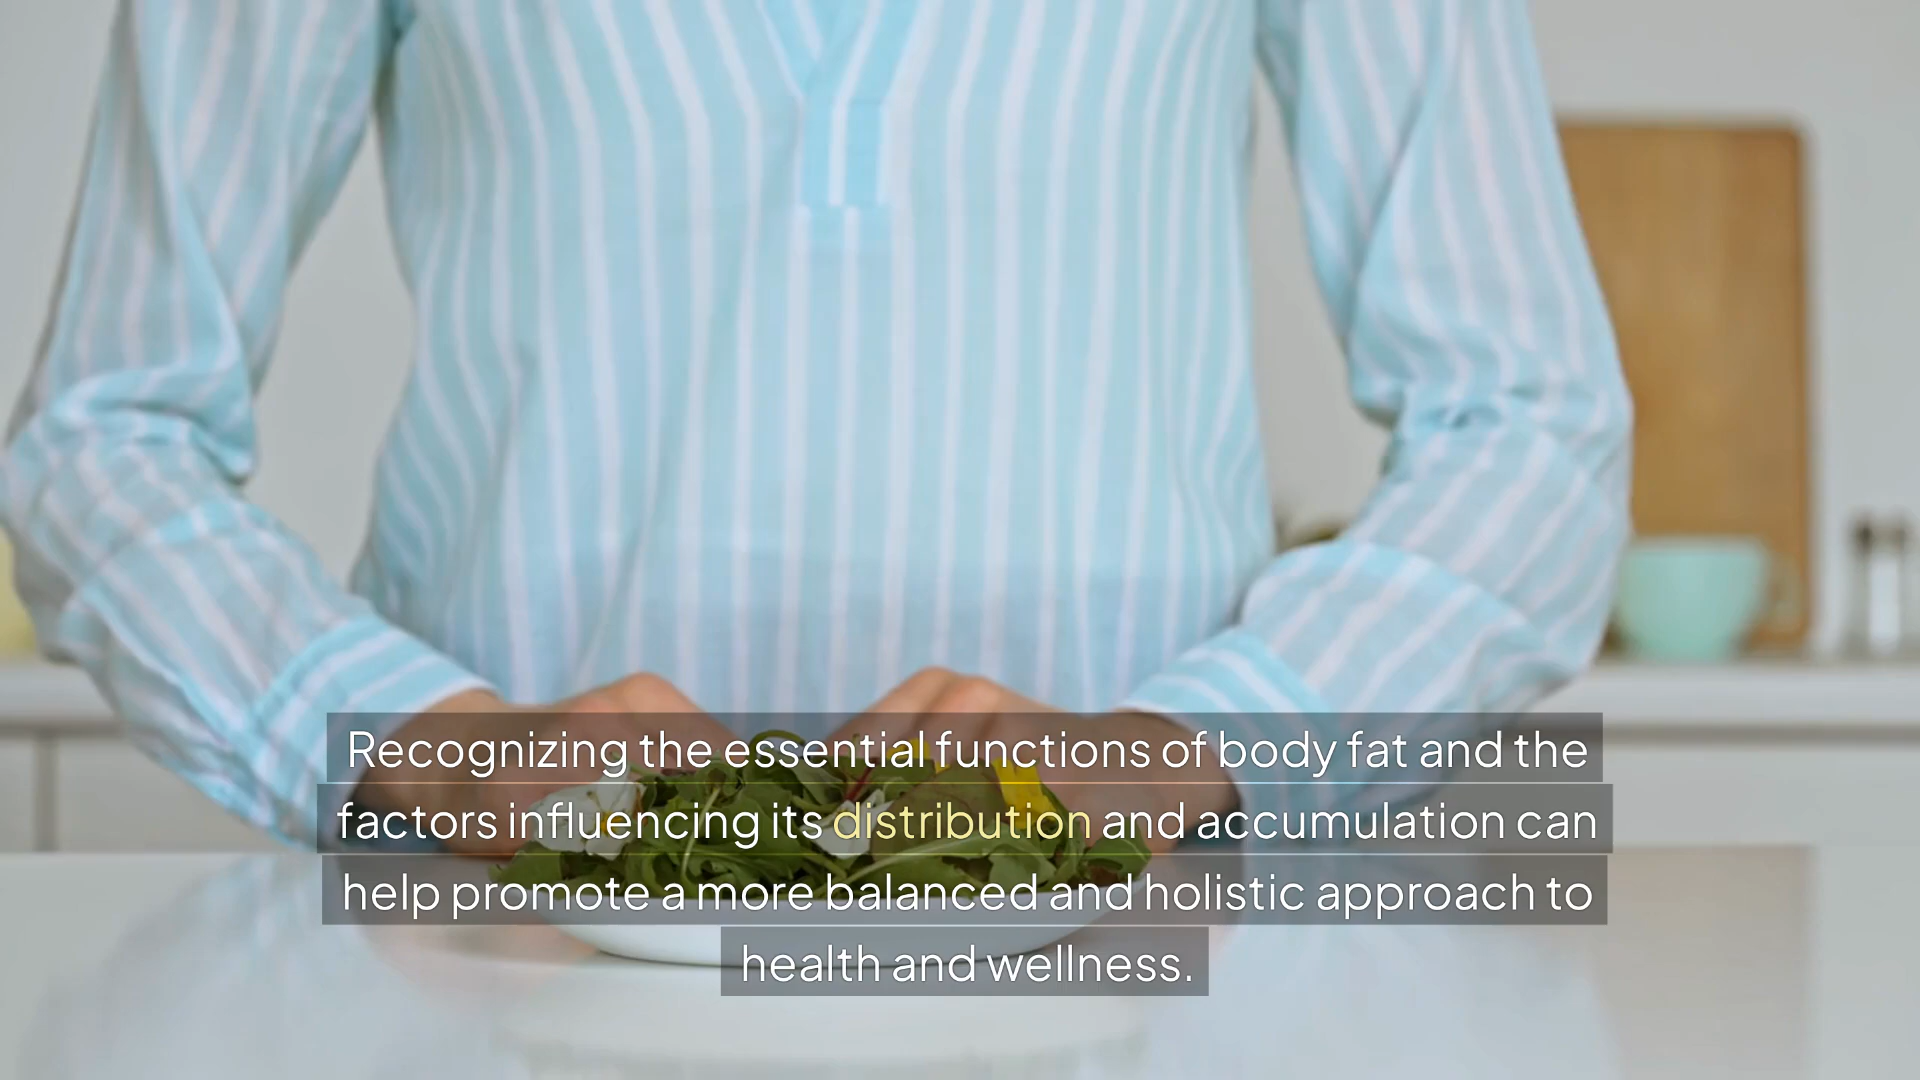 Recognizing the essential functions of body fat and the
factors influencing its distribution and accumulation can
help promote a more balanced and holistic approach to
health and wellness.